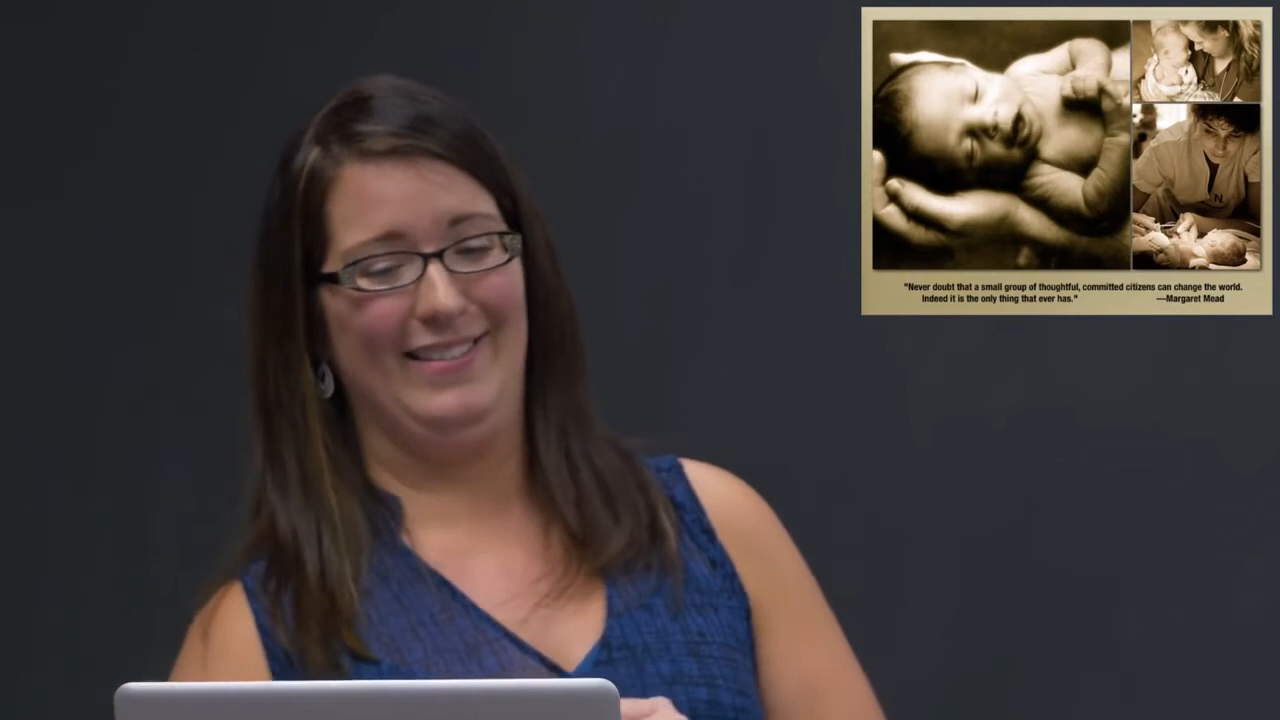 N
"Never doubt that a small group of thoughtful, committed citizens can change the world.
Indeed it is the only thing that ever has."
—Margaret Mead